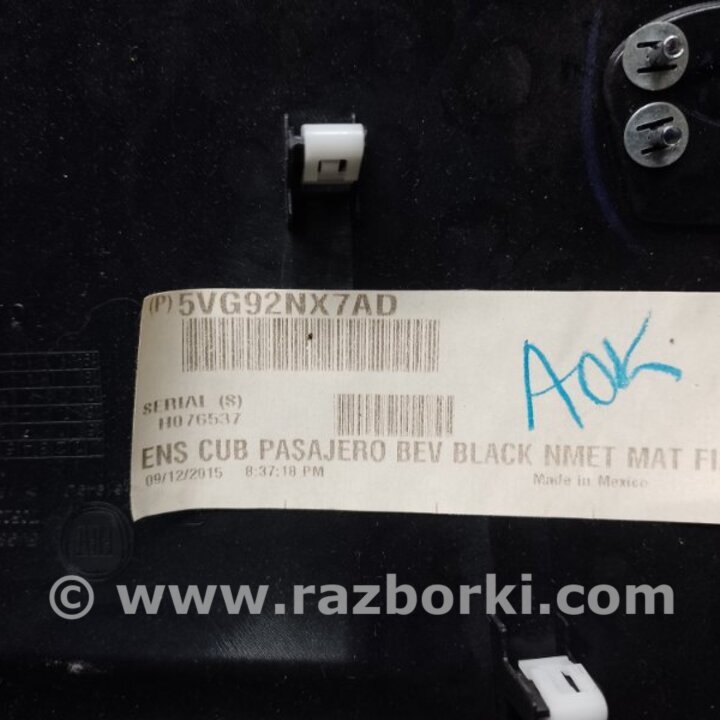 (P) 5VG92NX7AD
AOK
SERIAL (S)
H076537
ENS CUB PASAJERO BEV BLACK NMET MAT FI
09/12/2015 8:37:18 PM
Made in Mexico
© www.razborki.com